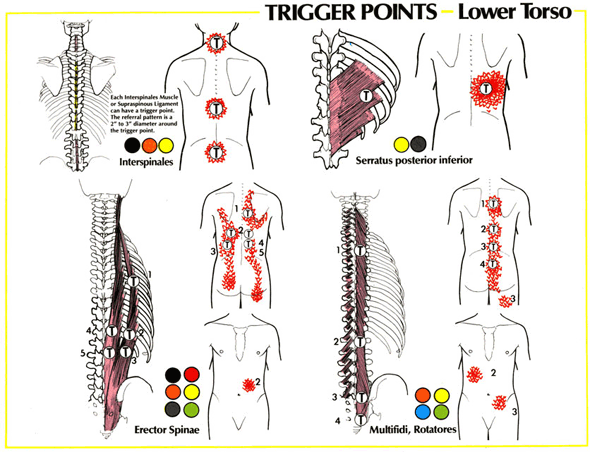 TRIGGER POINTS – Lower Torso
T
Each Interspinales Muscle
or Supraspinous Ligament
can have a trigger point.
The referral pattern is a
2" to 3" diameter around
the trigger point.
T
T
Interspinales
T
T
Serratus posterior inferior
1
T
4 T T 2
5 T T 3
1 T
2 T T
3 T T 4
5
2
Erector Spinae
T 1
2 T
3 T
4 T
1 T
2 T
3 T
4 T
3
2
3
Multifidi, Rotatores